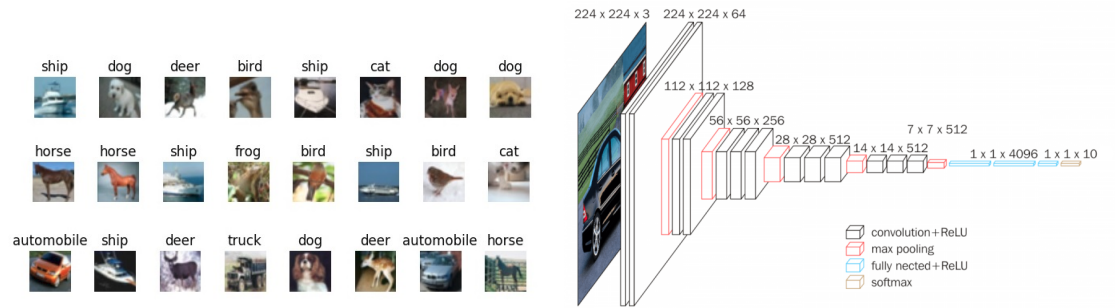 ship dog deer bird ship cat dog dog
horse horse ship frog bird ship bird cat
automobile ship deer truck dog deer automobile horse
224 x 224 x 3 224 x 224 x 64
112 x 112 x 128
56 x 56 x 256
28 x 28 x 512
14 x 14 x 512
7 x 7 x 512
1 x 1 x 4096 1 x 1 x 10
convolution+ReLU
max pooling
fully nected+ReLU
softmax